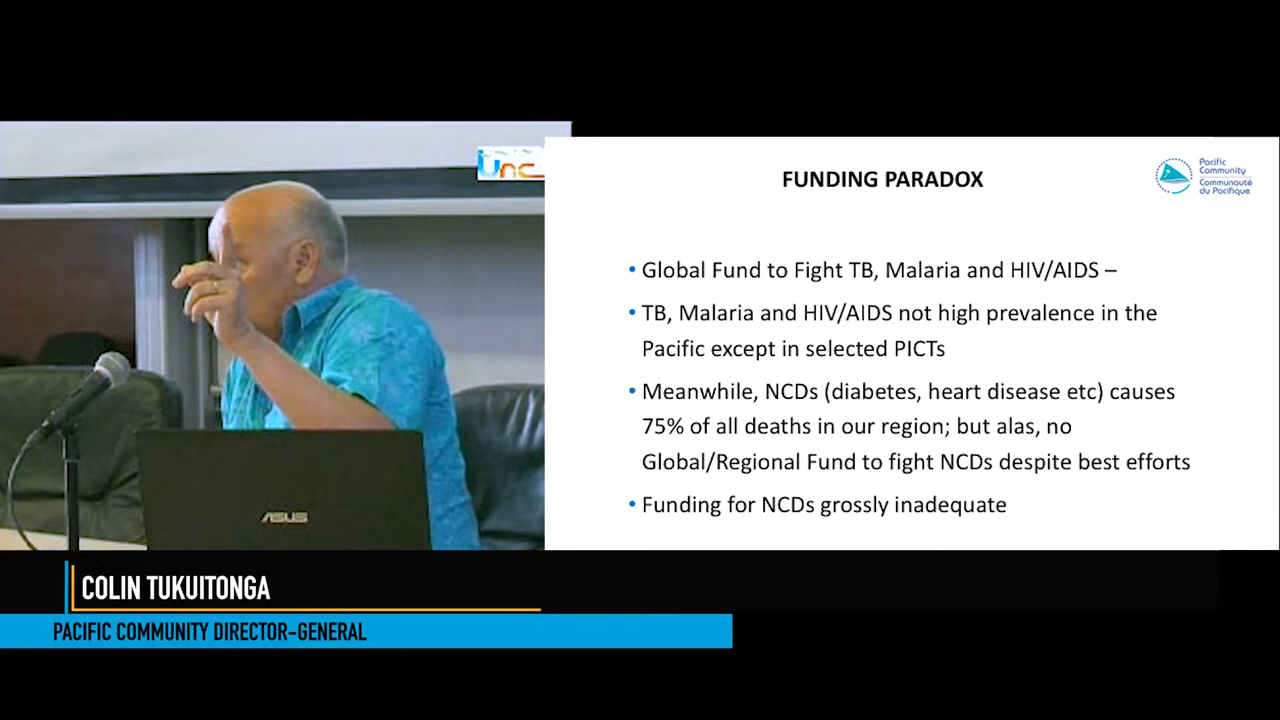 Unc
FUNDING PARADOX
Pacific
Community
Communauté
du Pacifique
• Global Fund to Fight TB, Malaria and HIV/AIDS –
• TB, Malaria and HIV/AIDS not high prevalence in the
Pacific except in selected PICTs
• Meanwhile, NCDs (diabetes, heart disease etc) causes
75% of all deaths in our region; but alas, no
Global/Regional Fund to fight NCDs despite best efforts
• Funding for NCDs grossly inadequate
ASUS
COLIN TUKUITONGA
PACIFIC COMMUNITY DIRECTOR-GENERAL